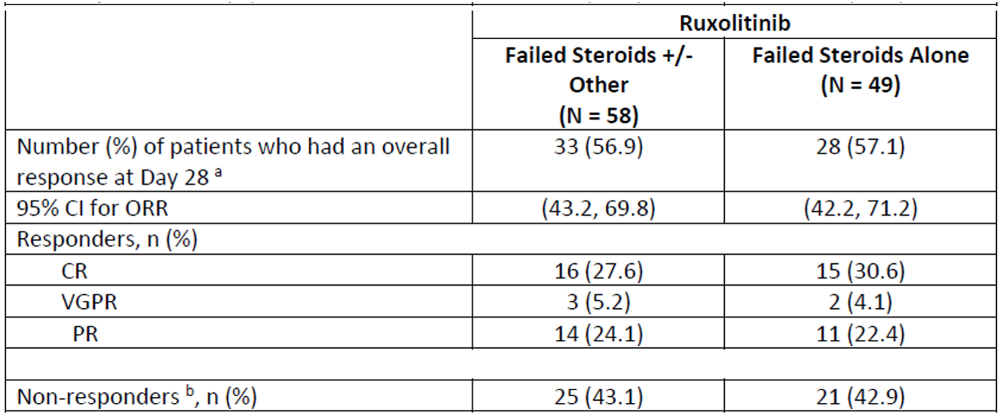 Ruxolitinib
Failed Steroids +/-
Other
(N = 58)
Failed Steroids Alone
(N = 49)
Number (%) of patients who had an overall
response at Day 28 a
33 (56.9)
28 (57.1)
95% CI for ORR
(43.2, 69.8)
(42.2, 71.2)
Responders, n (%)
CR
16 (27.6)
15 (30.6)
VGPR
3 (5.2)
2 (4.1)
PR
14 (24.1)
11 (22.4)
Non-responders b, n (%)
25 (43.1)
21 (42.9)